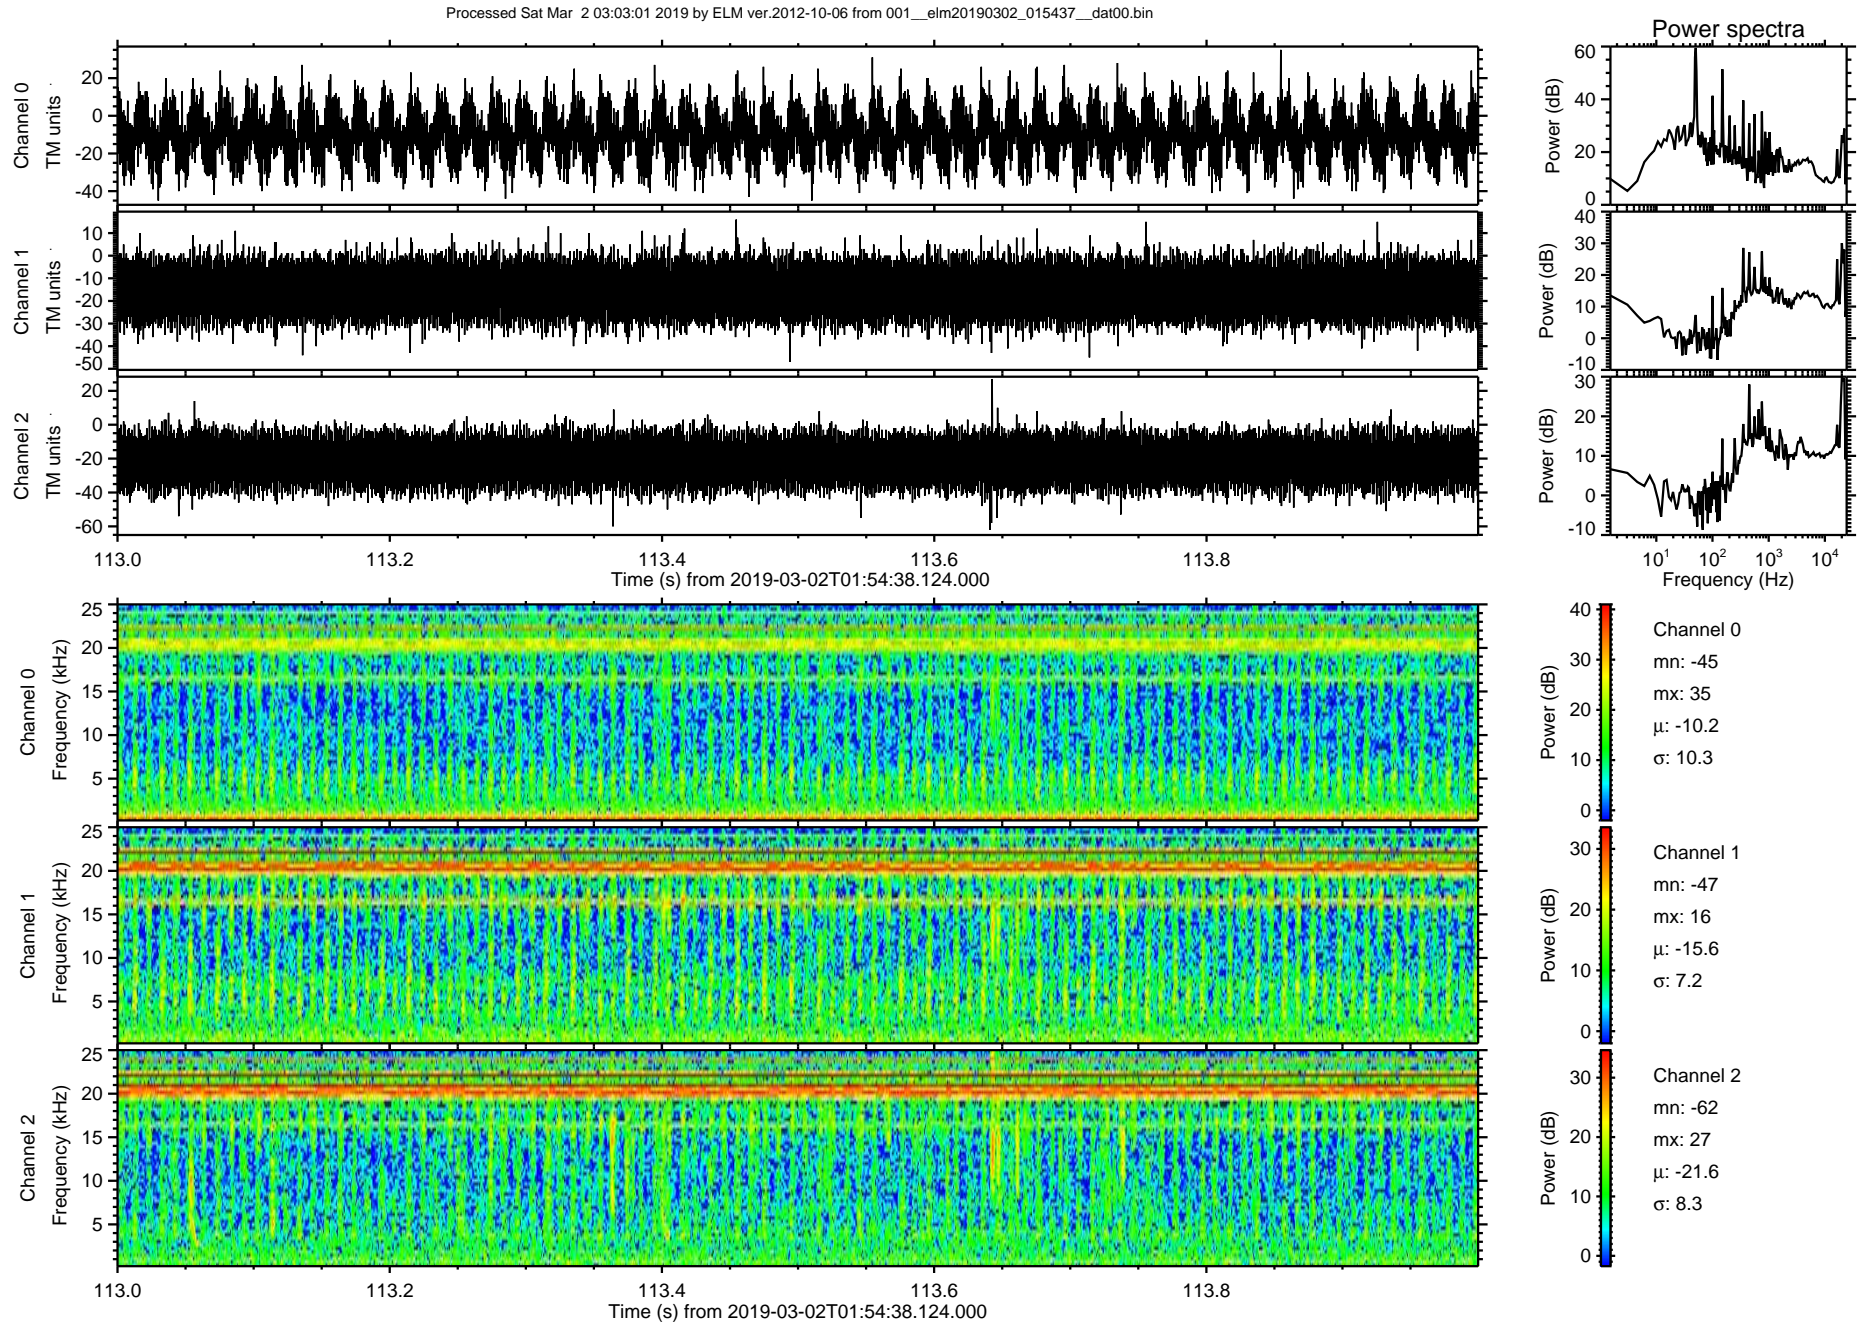 Processed Sat Mar 2 03:03:01 2019 by ELM ver.2012-10-06 from 001__elm20190302_015437__dat00.bin
Power spectra
Channel 0
TM units
20
0
-20
-40
Power (dB)
60
40
20
0
Channel 1
TM units
10
0
-10
-20
-30
-40
-50
Power (dB)
40
30
20
10
0
-10
Channel 2
TM units
20
0
-20
-40
-60
Power (dB)
30
20
10
0
-10
113.0 113.2 113.4 113.6 113.8
Time (s) from 2019-03-02T01:54:38.124.000
10¹ 10² 10³ 10⁴
Frequency (Hz)
Channel 0
Frequency (kHz)
25
20
15
10
5
Power (dB)
40
30
20
10
0
Channel 0
mn: -45
mx: 35
μ: -10.2
σ: 10.3
Channel 1
Frequency (kHz)
25
20
15
10
5
Power (dB)
30
20
10
0
Channel 1
mn: -47
mx: 16
μ: -15.6
σ: 7.2
Channel 2
Frequency (kHz)
25
20
15
10
5
Power (dB)
30
20
10
0
Channel 2
mn: -62
mx: 27
μ: -21.6
σ: 8.3
113.0 113.2 113.4 113.6 113.8
Time (s) from 2019-03-02T01:54:38.124.000